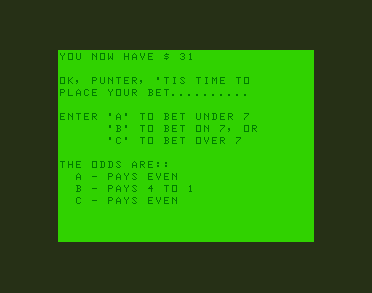 YOU NOW HAVE $ 31
OK, PUNTER, 'TIS TIME TO
PLACE YOUR BET..........
ENTER "A" TO BET UNDER 7
"B" TO BET ON 7, OR
"C" TO BET OVER 7
THE ODDS ARE::
A - PAYS EVEN
B - PAYS 4 TO 1
C - PAYS EVEN